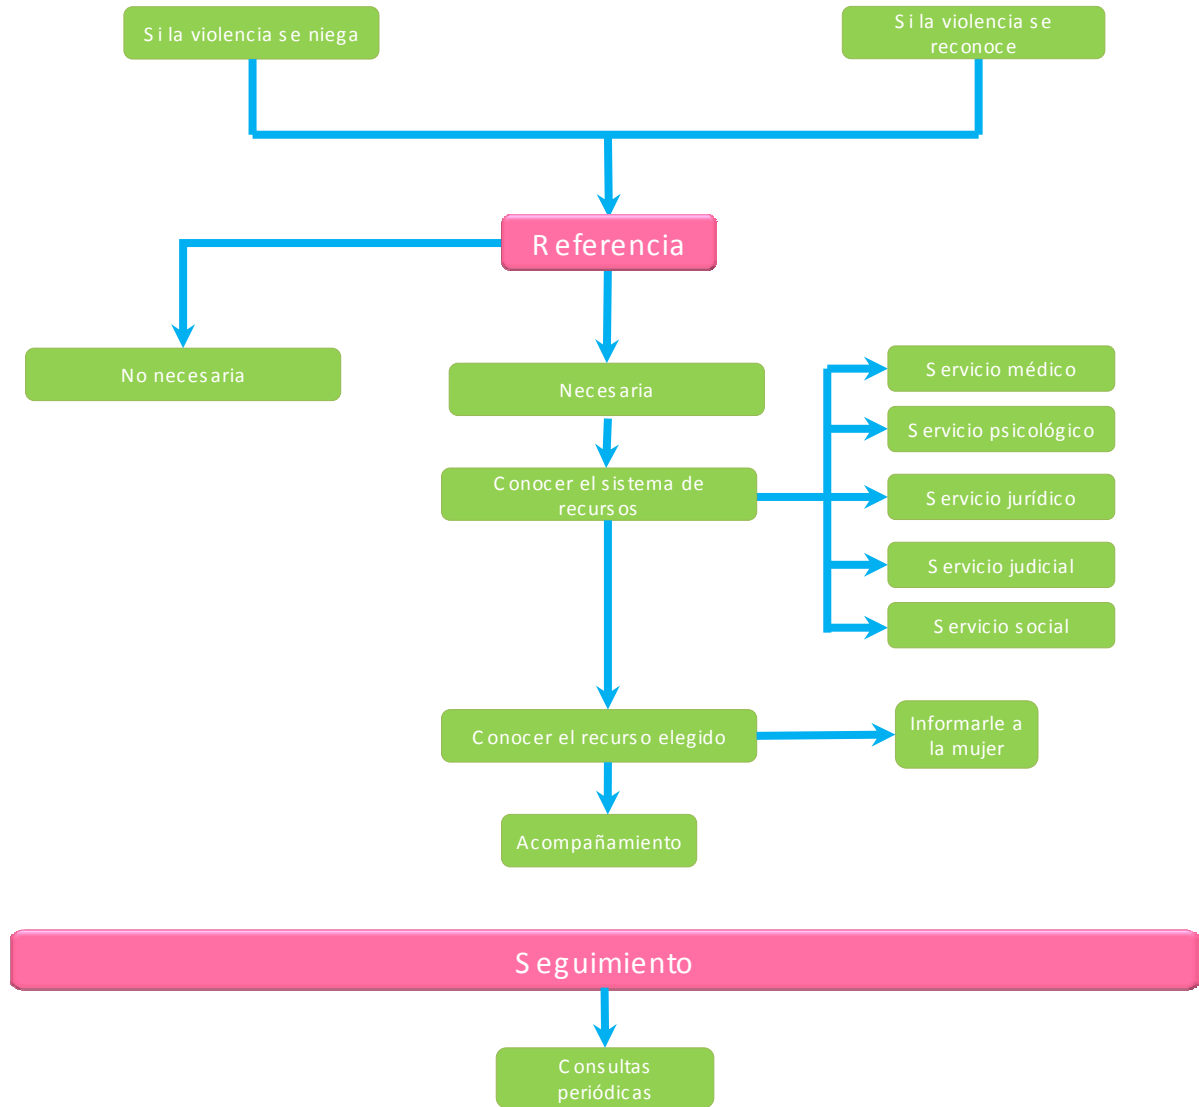 Si la violencia se niega
Si la violencia se
reconoce
Referencia
No necesaria
Necesaria
Servicio médico
Servicio psicológico
Conocer el sistema de
recursos
Servicio jurídico
Servicio judicial
Servicio social
Conocer el recurso elegido
Informarle a
la mujer
Acompañamiento
Seguimiento
Consultas
periódicas